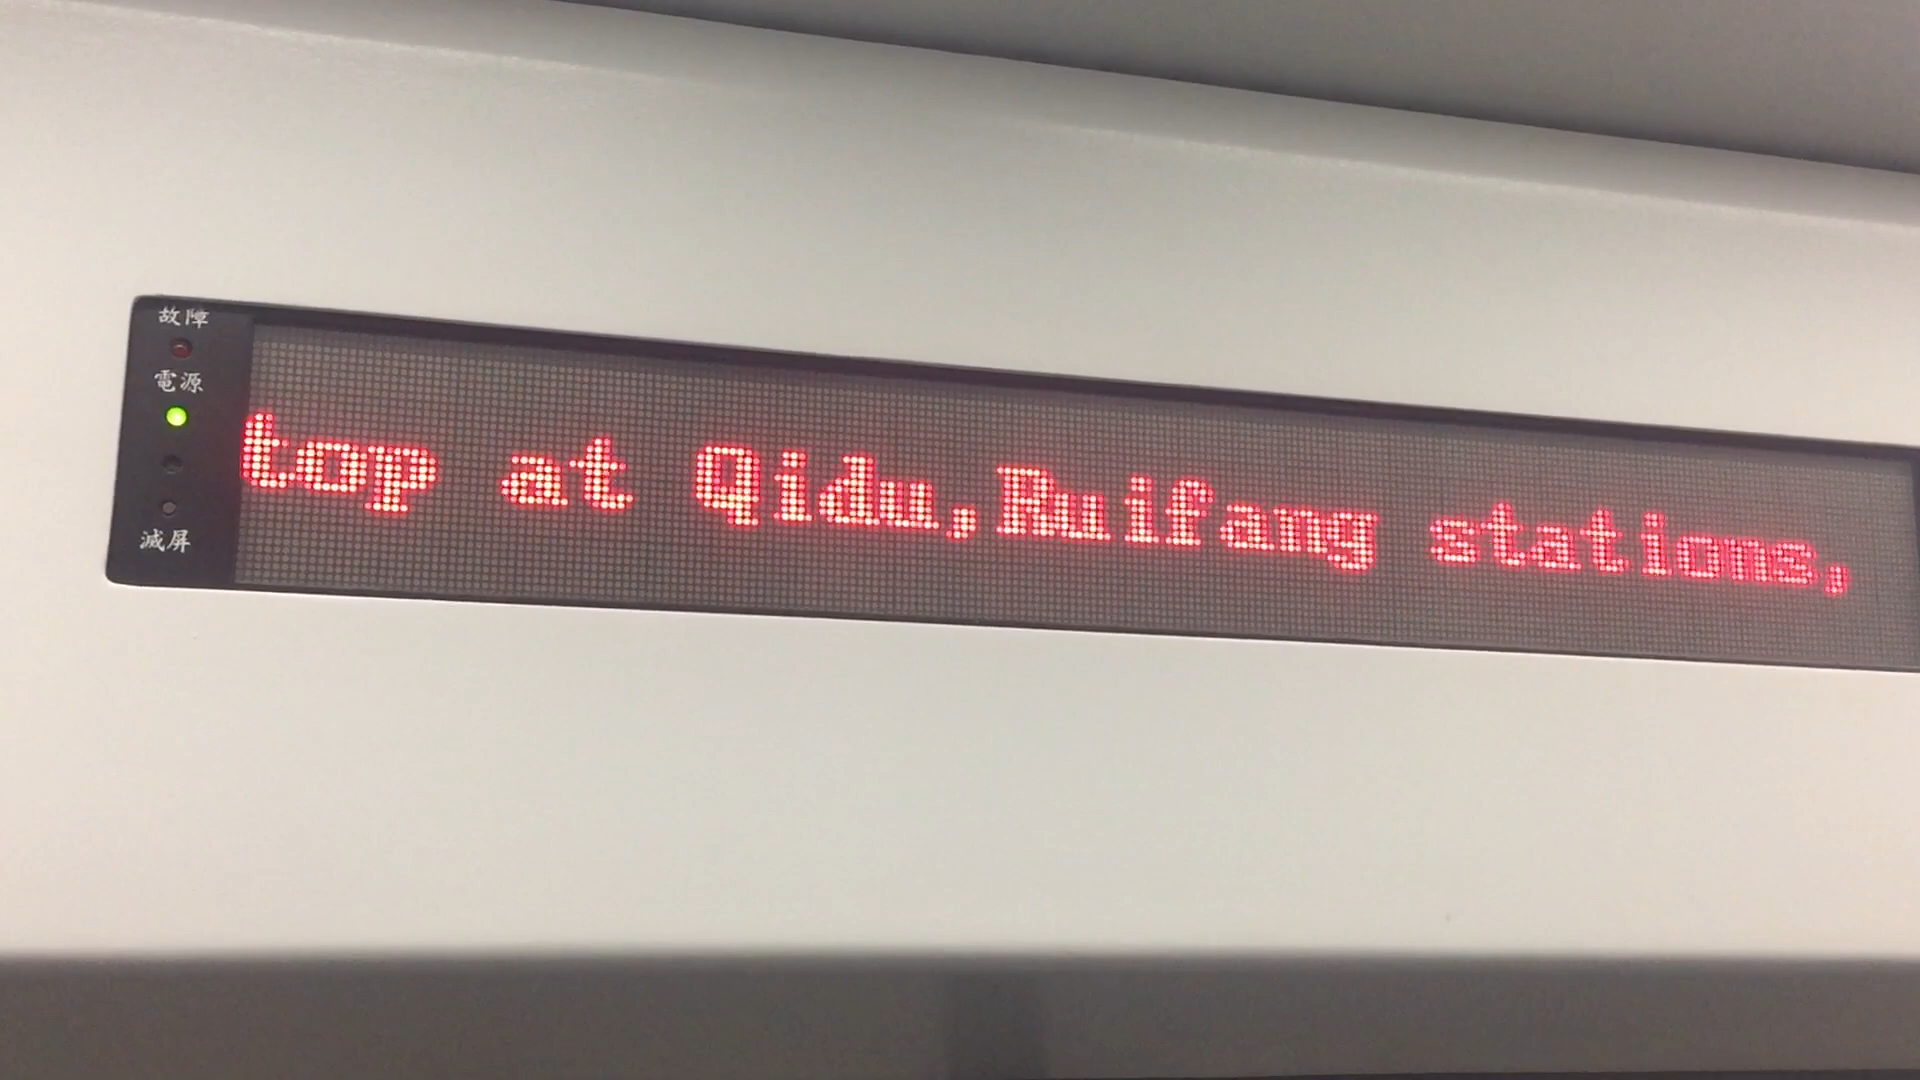 故障
電源
滅屏
top at Qidu,Ruifang stations,